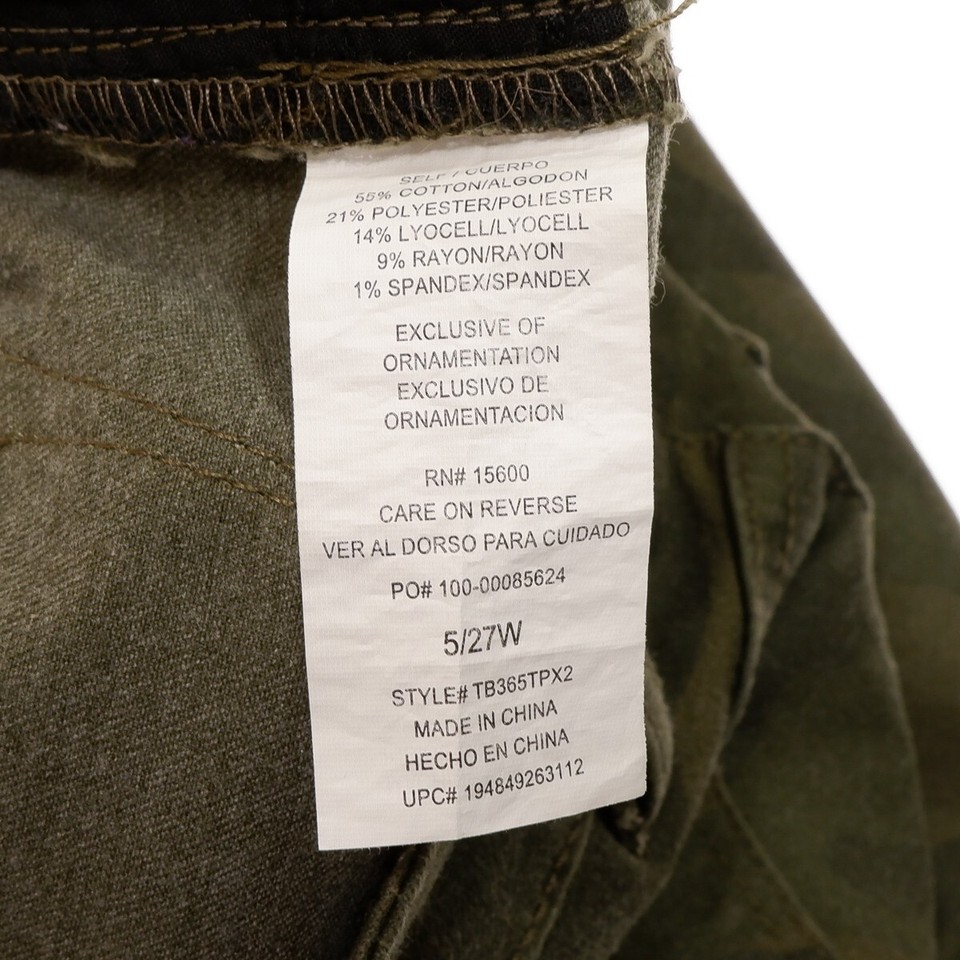 SELF / CUERPO
55% COTTON/ALGODON
21% POLYESTER/POLIESTER
14% LYOCELL/LYOCELL
9% RAYON/RAYON
1% SPANDEX/SPANDEX
EXCLUSIVE OF
ORNAMENTATION
EXCLUSIVO DE
ORNAMENTACION
RN# 15600
CARE ON REVERSE
VER AL DORSO PARA CUIDADO
PO# 100-00085624
5/27W
STYLE# TB365TPX2
MADE IN CHINA
HECHO EN CHINA
UPC# 194849263112